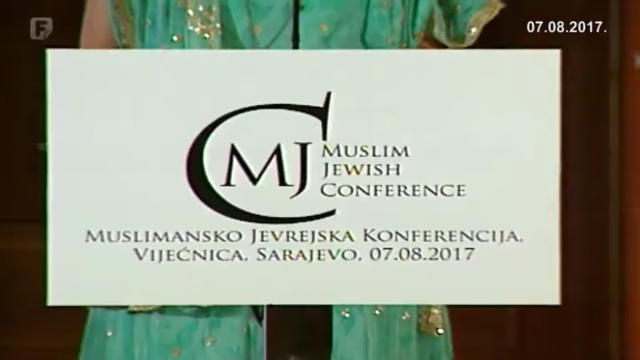 07.08.2017.
CMJ
MUSLIM
JEWISH
CONFERENCE
MUSLIMANSKO JEVREJSKA KONFERENCIJA,
VIJEĆNICA, SARAJEVO, 07.08.2017